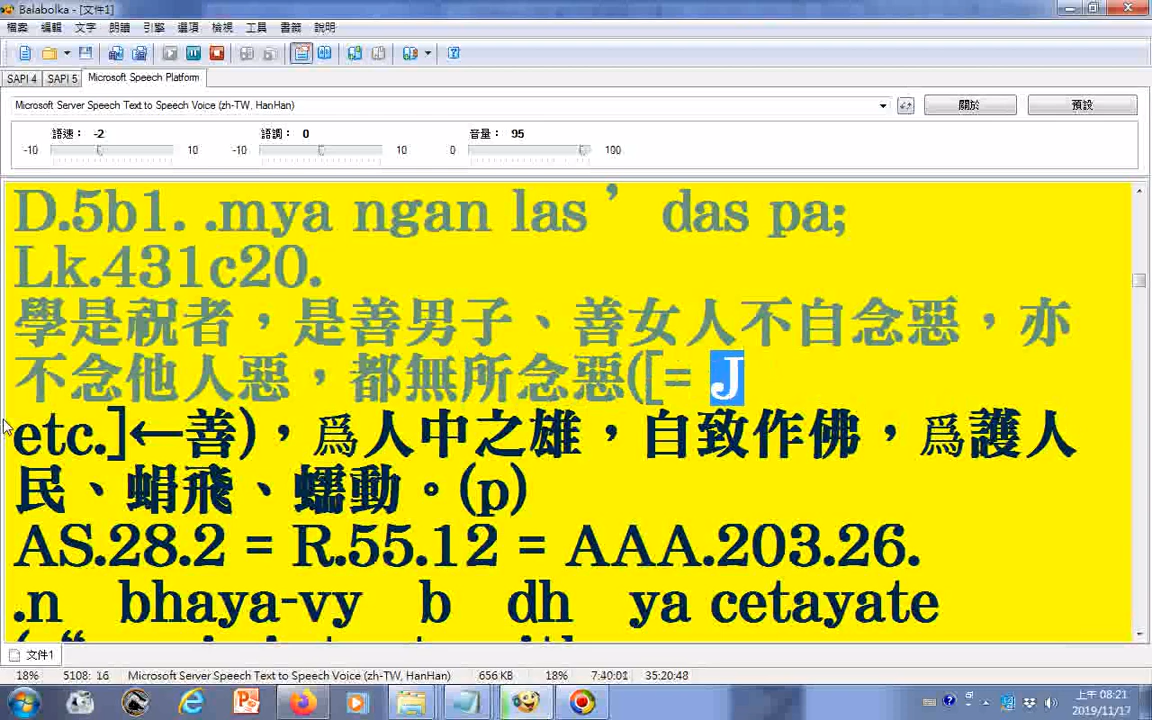 Balabolka - [文件1]
檔案 編輯 文字 朗讀 引擎 選項 檢視 工具 書籤 說明
SAPI 4 SAPI 5 Microsoft Speech Platform
Microsoft Server Speech Text to Speech Voice (zh-TW, HanHan) 關於 預設
語速： -2 語調： 0 音量： 95
-10 10 -10 10 0 100
D.5b1. .mya ngan las ’ das pa;
Lk.431c20.
學是祝者，是善男子、善女人不自念惡，亦
不念他人惡，都無所念惡([= J
etc.]←善)，爲人中之雄，自致作佛，爲護人
民、蜎飛、蠕動。(p)
AS.28.2 = R.55.12 = AAA.203.26.
.n bhaya-vy b dh ya cetayate
文件1
18% 5108: 16 Microsoft Server Speech Text to Speech Voice (zh-TW, HanHan) 656 KB 18% 7:40:01 35:20:48
上午 08:21
2019/11/17